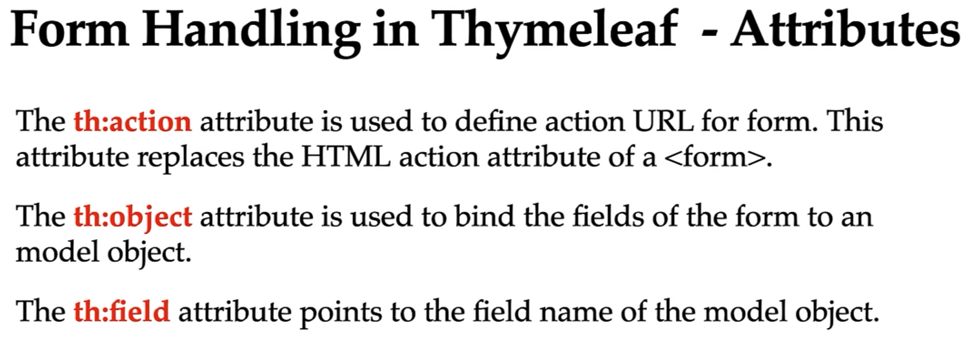 Form Handling in Thymeleaf - Attributes
The th:action attribute is used to define action URL for form. This
attribute replaces the HTML action attribute of a <form>.
The th:object attribute is used to bind the fields of the form to an
model object.
The th:field attribute points to the field name of the model object.